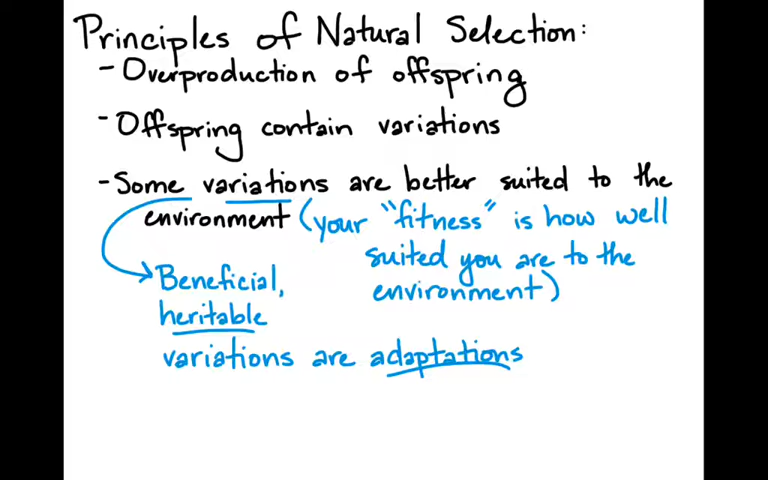 Principles of Natural Selection:
- Overproduction of offspring
- Offspring contain variations
- Some variations are better suited to the
environment (your "fitness" is how well
suited you are to the
environment)
Beneficial,
heritable
variations are adaptations